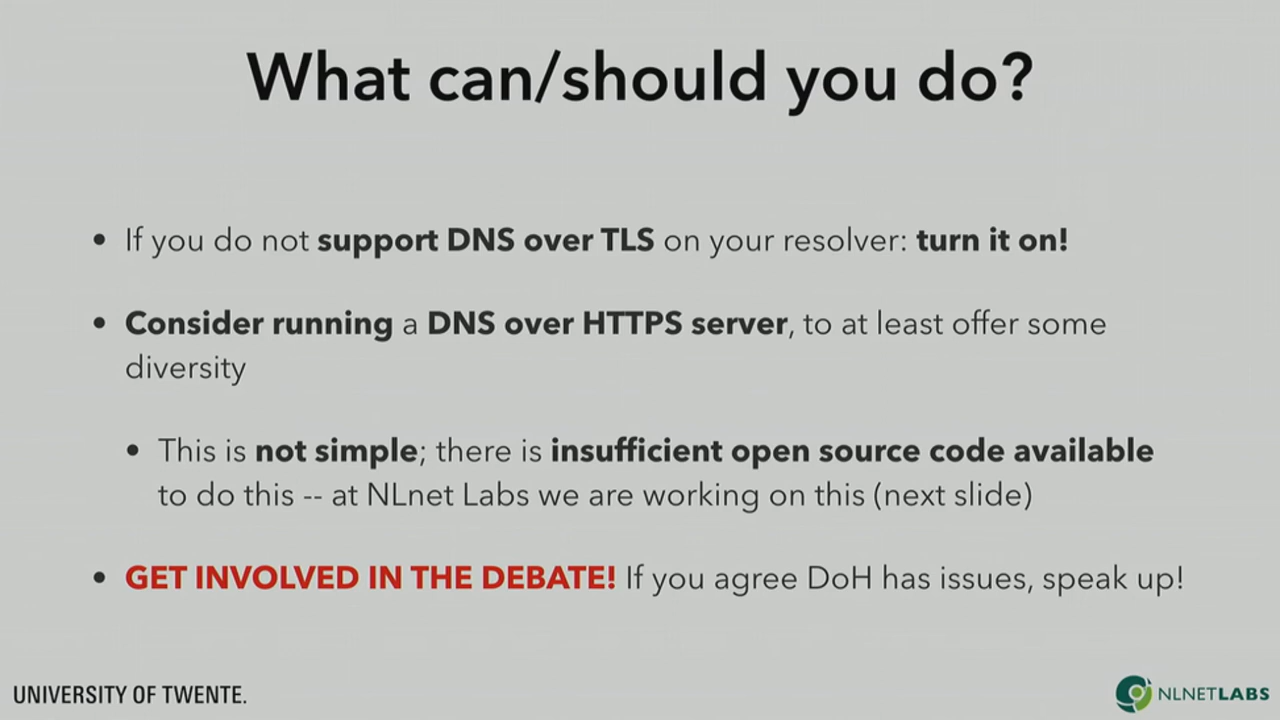 What can/should you do?
• If you do not support DNS over TLS on your resolver: turn it on!
• Consider running a DNS over HTTPS server, to at least offer some
diversity
• This is not simple; there is insufficient open source code available
to do this -- at NLnet Labs we are working on this (next slide)
• GET INVOLVED IN THE DEBATE! If you agree DoH has issues, speak up!
UNIVERSITY OF TWENTE.
NLNETLABS